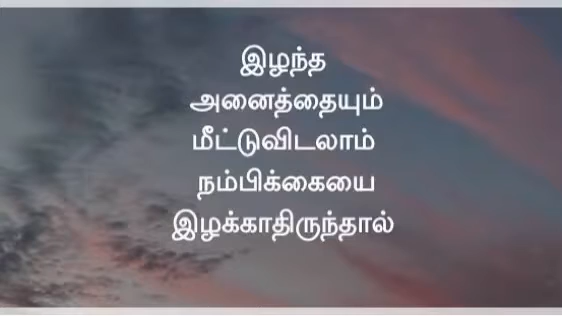 இழந்த
அனைத்தையும்
மீட்டுவிடலாம்
நம்பிக்கையை
இழக்காதிருந்தால்